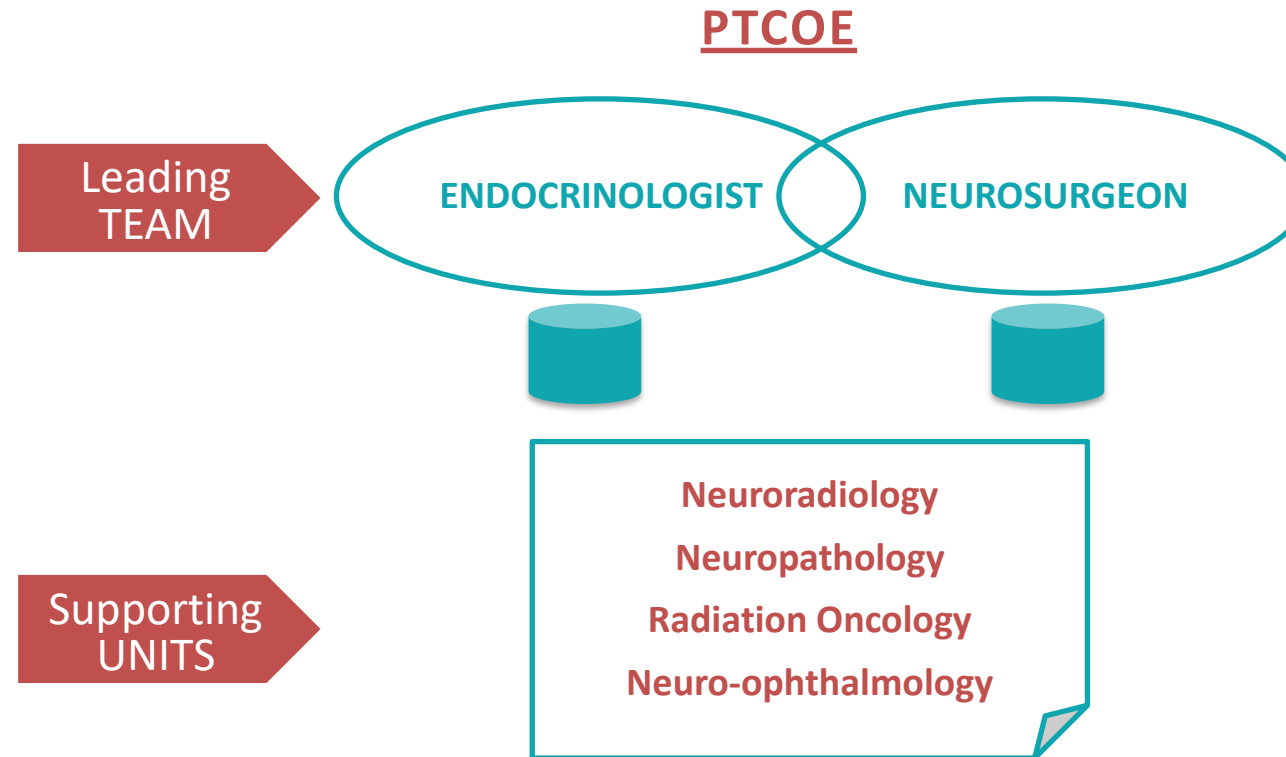 PTCOE
Leading
TEAM
ENDOCRINOLOGIST
NEUROSURGEON
Neuroradiology
Neuropathology
Radiation Oncology
Neuro-ophthalmology
Supporting
UNITS